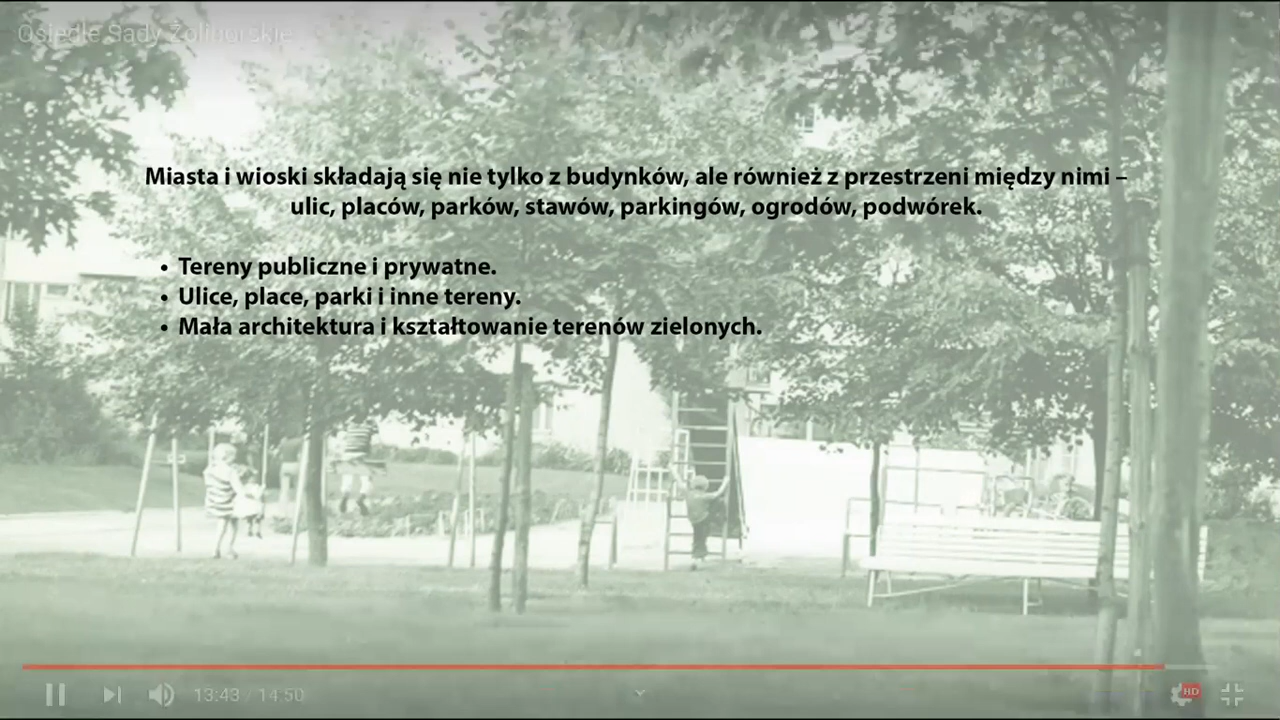 Osiedle Sady Żoliborskie
Miasta i wioski składają się nie tylko z budynków, ale również z przestrzeni między nimi –
ulic, placów, parków, stawów, parkingów, ogrodów, podwórek.
• Tereny publiczne i prywatne.
• Ulice, place, parki i inne tereny.
• Mała architektura i kształtowanie terenów zielonych.
13:43 / 14:50
HD